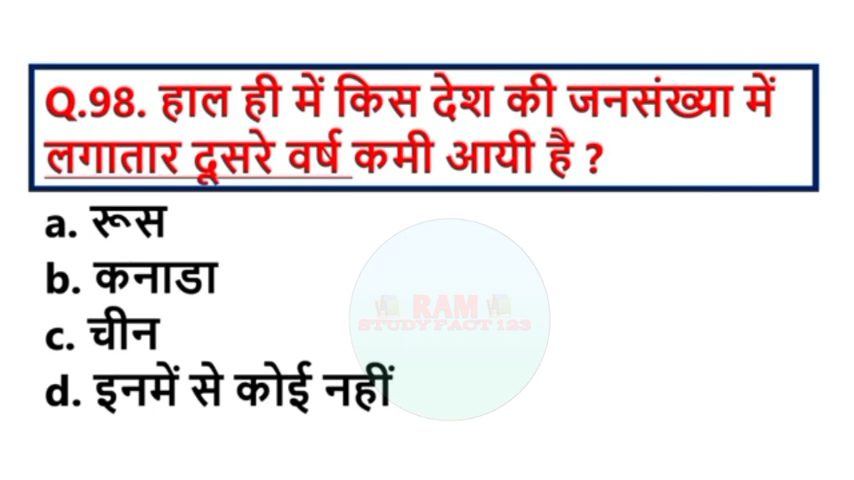 Q.98. हाल ही में किस देश की जनसंख्या में
लगातार दूसरे वर्ष कमी आयी है ?
a. रूस
b. कनाडा
c. चीन
d. इनमें से कोई नहीं
RAM
STUDY FACT 123